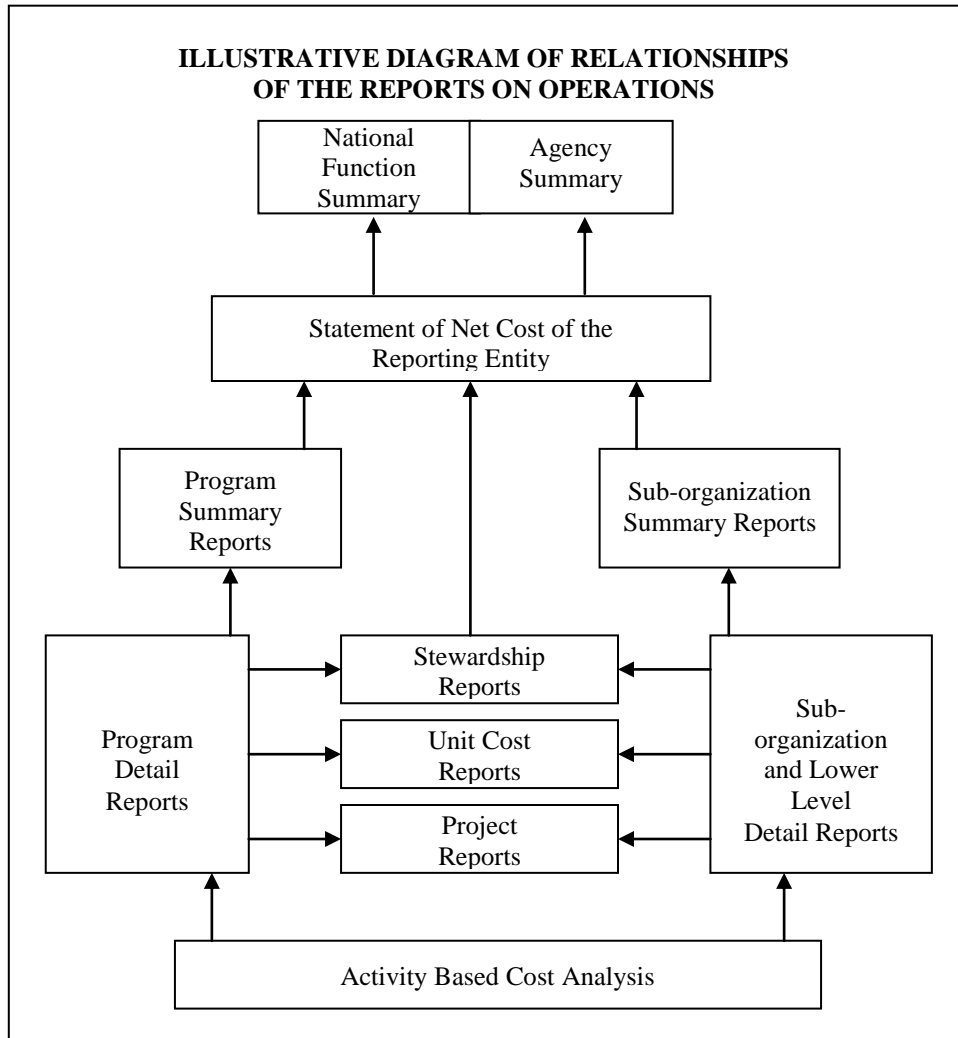 ILLUSTRATIVE DIAGRAM OF RELATIONSHIPS
OF THE REPORTS ON OPERATIONS
National
Function
Summary
Agency
Summary
Statement of Net Cost of the
Reporting Entity
Program
Summary
Reports
Sub-organization
Summary Reports
Program
Detail
Reports
Stewardship
Reports
Unit Cost
Reports
Project
Reports
Sub-
organization
and Lower
Level
Detail Reports
Activity Based Cost Analysis